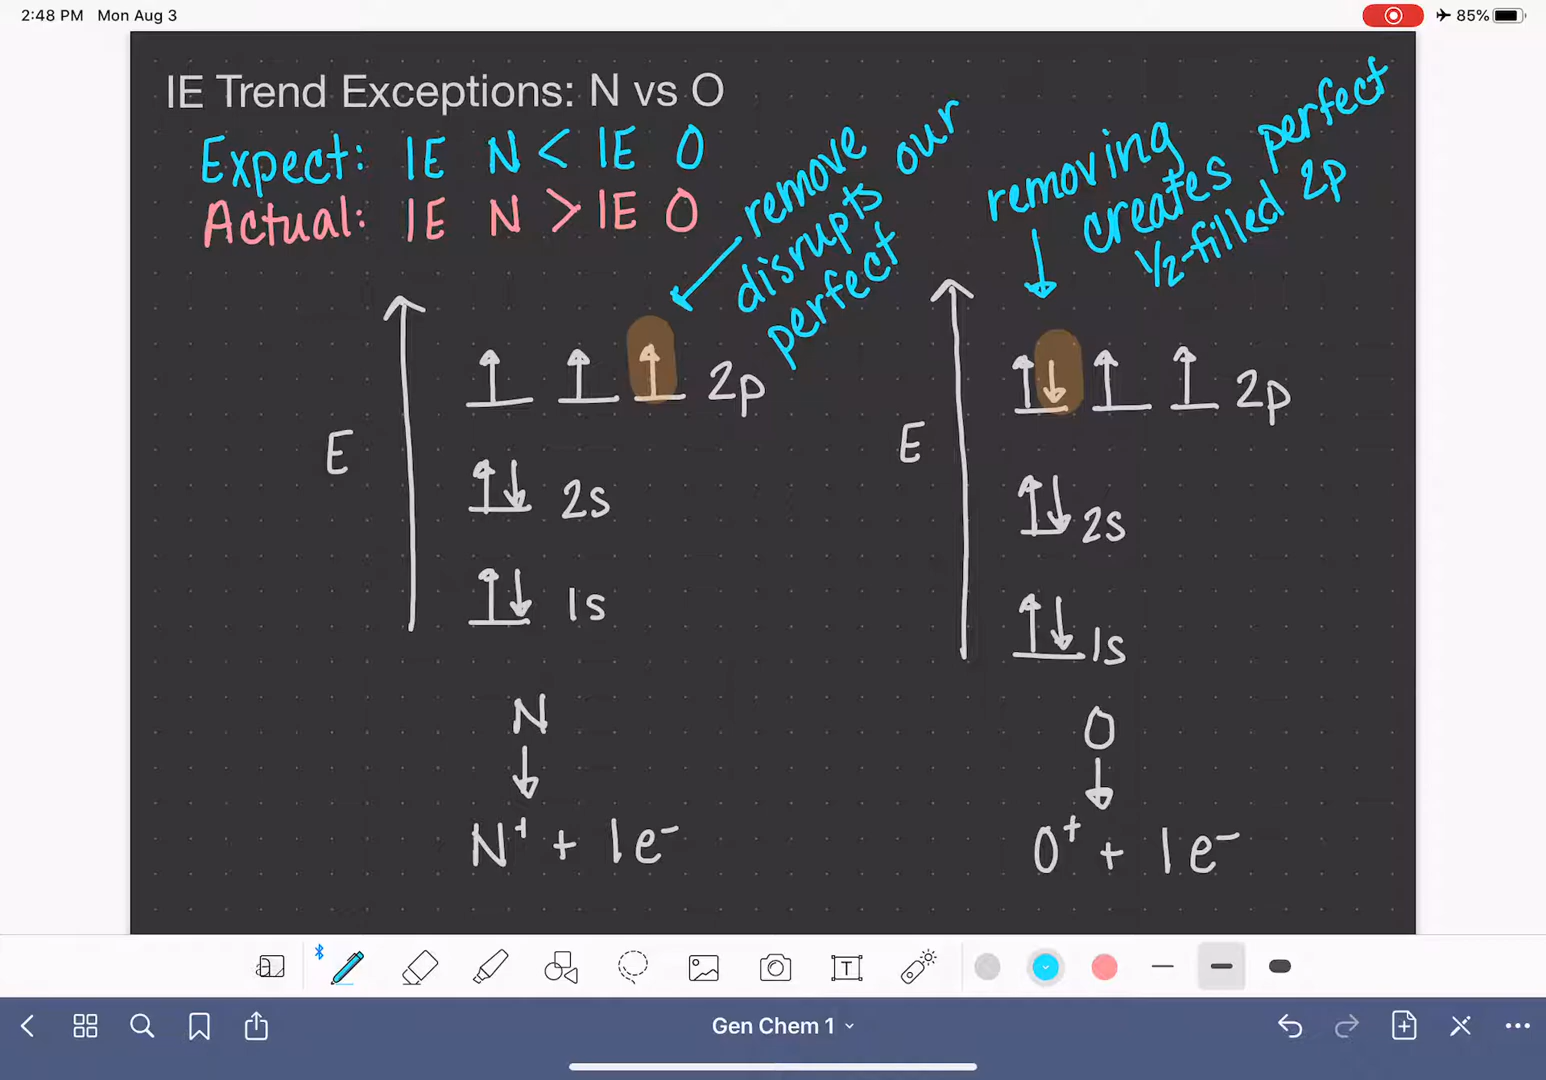 2:48 PM Mon Aug 3
85%
IE Trend Exceptions: N vs O
Expect: IE N < IE O
Actual: IE N > IE O
remove
disrupts our
perfect
removing
creates perfect
½-filled 2p
E
2p
2s
1s
N
N⁺ + 1e⁻
E
2p
2s
1s
O
O⁺ + 1e⁻
T
Gen Chem 1